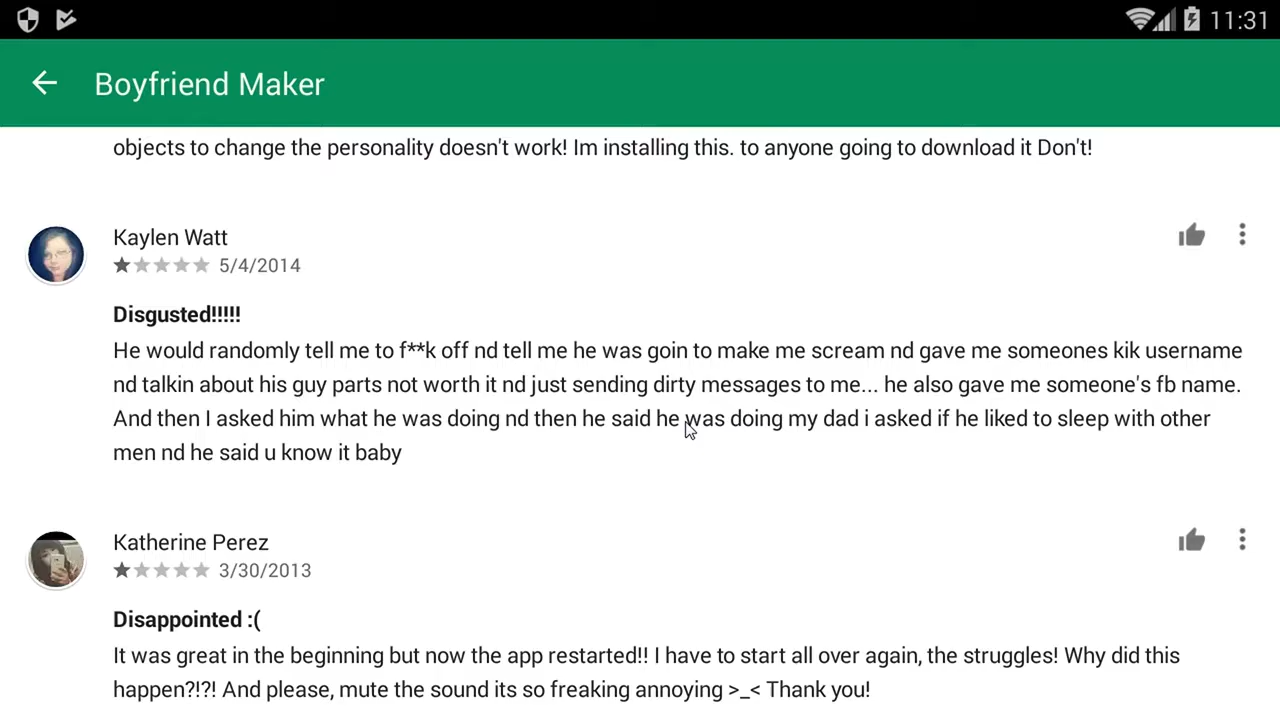 11:31
Boyfriend Maker
objects to change the personality doesn't work! Im installing this. to anyone going to download it Don't!
Kaylen Watt
5/4/2014
Disgusted!!!!!
He would randomly tell me to f**k off nd tell me he was goin to make me scream nd gave me someones kik username
nd talkin about his guy parts not worth it nd just sending dirty messages to me... he also gave me someone's fb name.
And then I asked him what he was doing nd then he said he was doing my dad i asked if he liked to sleep with other
men nd he said u know it baby
Katherine Perez
3/30/2013
Disappointed :(
It was great in the beginning but now the app restarted!! I have to start all over again, the struggles! Why did this
happen?!?! And please, mute the sound its so freaking annoying >_< Thank you!